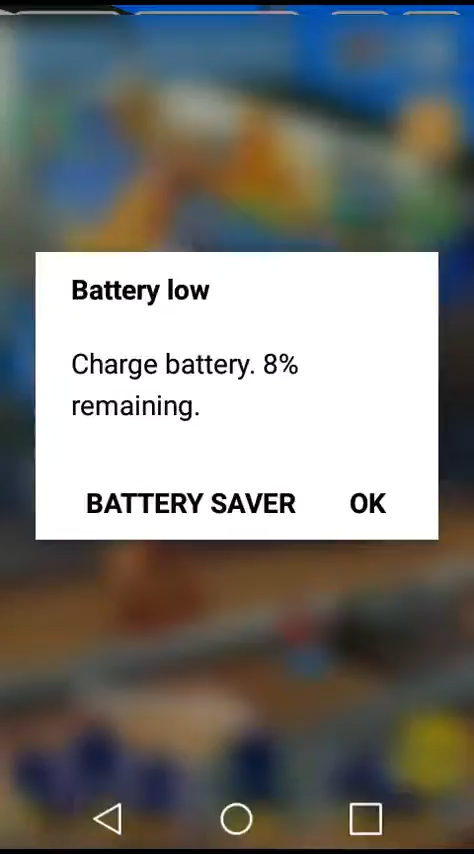 Battery low
Charge battery. 8%
remaining.
BATTERY SAVER OK